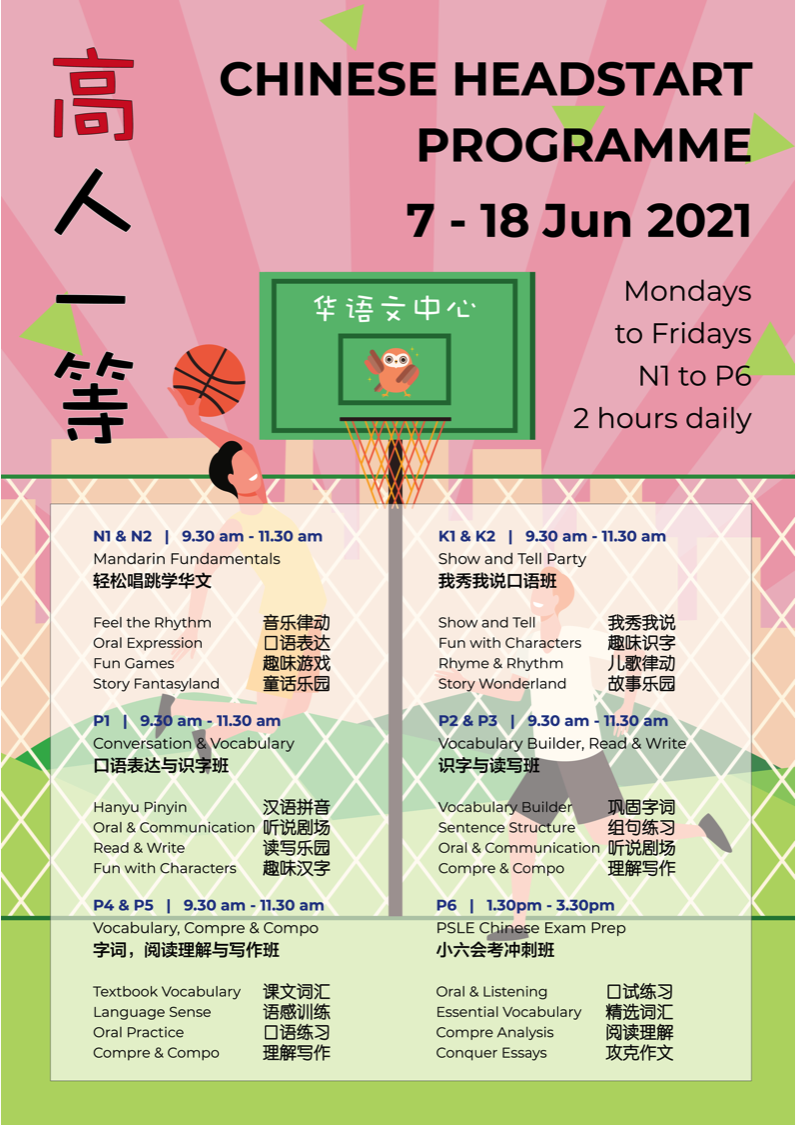 高人一等
CHINESE HEADSTART
PROGRAMME
7 - 18 Jun 2021
Mondays
to Fridays
N1 to P6
2 hours daily
华语文中心
N1 & N2 | 9.30 am - 11.30 am
Mandarin Fundamentals
轻松唱跳学华文
Feel the Rhythm 音乐律动
Oral Expression 口语表达
Fun Games 趣味游戏
Story Fantasyland 童话乐园
K1 & K2 | 9.30 am - 11.30 am
Show and Tell Party
我秀我说口语班
Show and Tell 我秀我说
Fun with Characters 趣味识字
Rhyme & Rhythm 儿歌律动
Story Wonderland 故事乐园
P1 | 9.30 am - 11.30 am
Conversation & Vocabulary
口语表达与识字班
Hanyu Pinyin 汉语拼音
Oral & Communication 听说剧场
Read & Write 读写乐园
Fun with Characters 趣味汉字
P2 & P3 | 9.30 am - 11.30 am
Vocabulary Builder, Read & Write
识字与读写班
Vocabulary Builder 巩固字词
Sentence Structure 组句练习
Oral & Communication 听说剧场
Compre & Compo 理解写作
P4 & P5 | 9.30 am - 11.30 am
Vocabulary, Compre & Compo
字词，阅读理解与写作班
Textbook Vocabulary 课文词汇
Language Sense 语感训练
Oral Practice 口语练习
Compre & Compo 理解写作
P6 | 1.30pm - 3.30pm
PSLE Chinese Exam Prep
小六会考冲刺班
Oral & Listening 口试练习
Essential Vocabulary 精选词汇
Compre Analysis 阅读理解
Conquer Essays 攻克作文